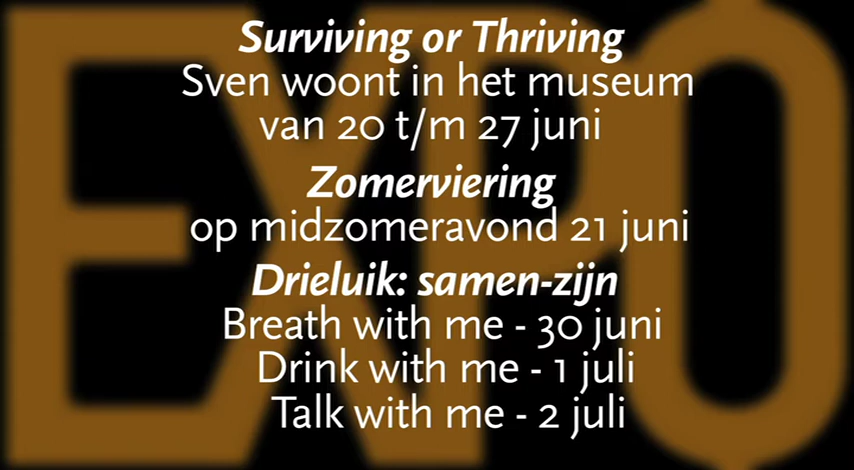 EXPO
Surviving or Thriving
Sven woont in het museum
van 20 t/m 27 juni
Zomerviering
op midzomeravond 21 juni
Drieluik: samen-zijn
Breath with me - 30 juni
Drink with me - 1 juli
Talk with me - 2 juli